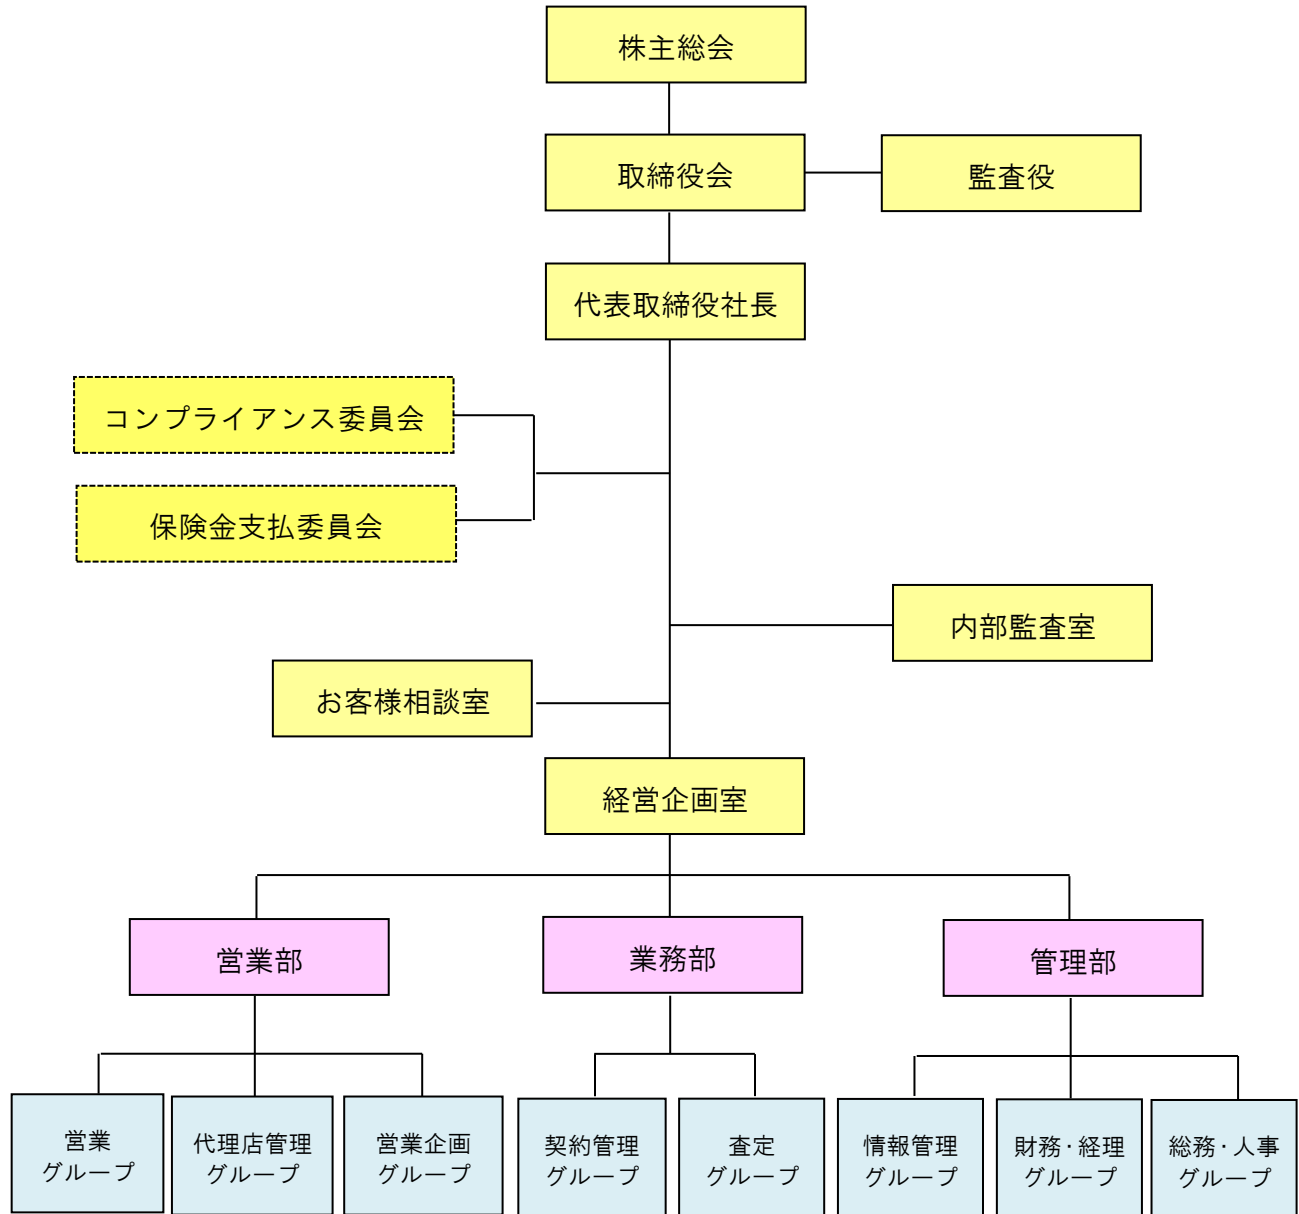 株主総会
取締役会
監査役
代表取締役社長
コンプライアンス委員会
保険金支払委員会
内部監査室
お客様相談室
経営企画室
営業部
業務部
管理部
営業
グループ
代理店管理
グループ
営業企画
グループ
契約管理
グループ
査定
グループ
情報管理
グループ
財務・経理
グループ
総務・人事
グループ